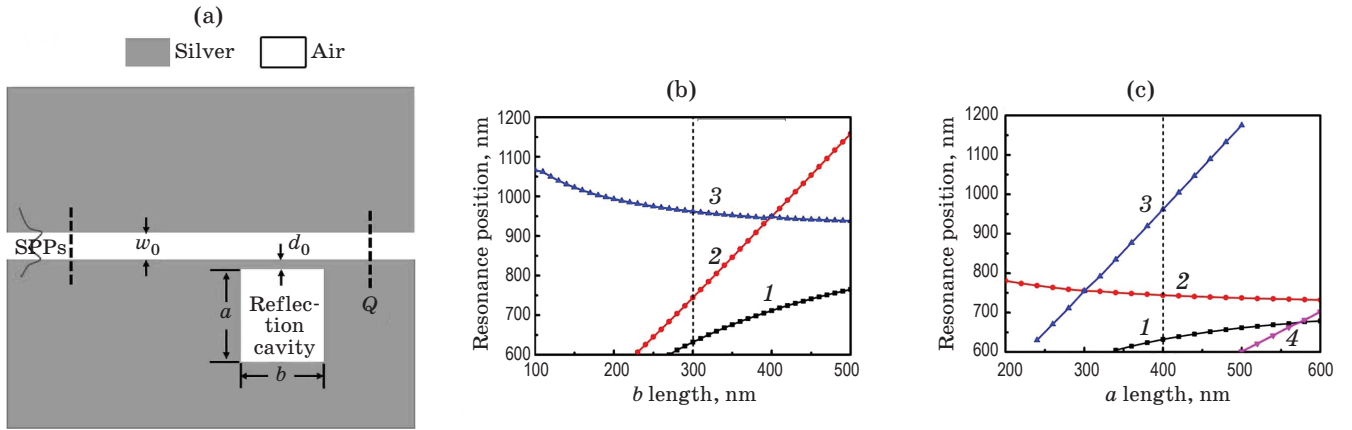 (a)
Silver Air
SPPs
w0
d0
a
Reflec-
tion
cavity
b
Q
(b)
Resonance position, nm
1200
1100
1000
900
800
700
600
3
2
1
100 200 300 400 500
b length, nm
(c)
Resonance position, nm
1200
1100
1000
900
800
700
600
3
2
1
4
200 300 400 500 600
a length, nm